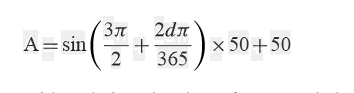 A = sin(3π/2 + 2dπ/365) × 50 + 50